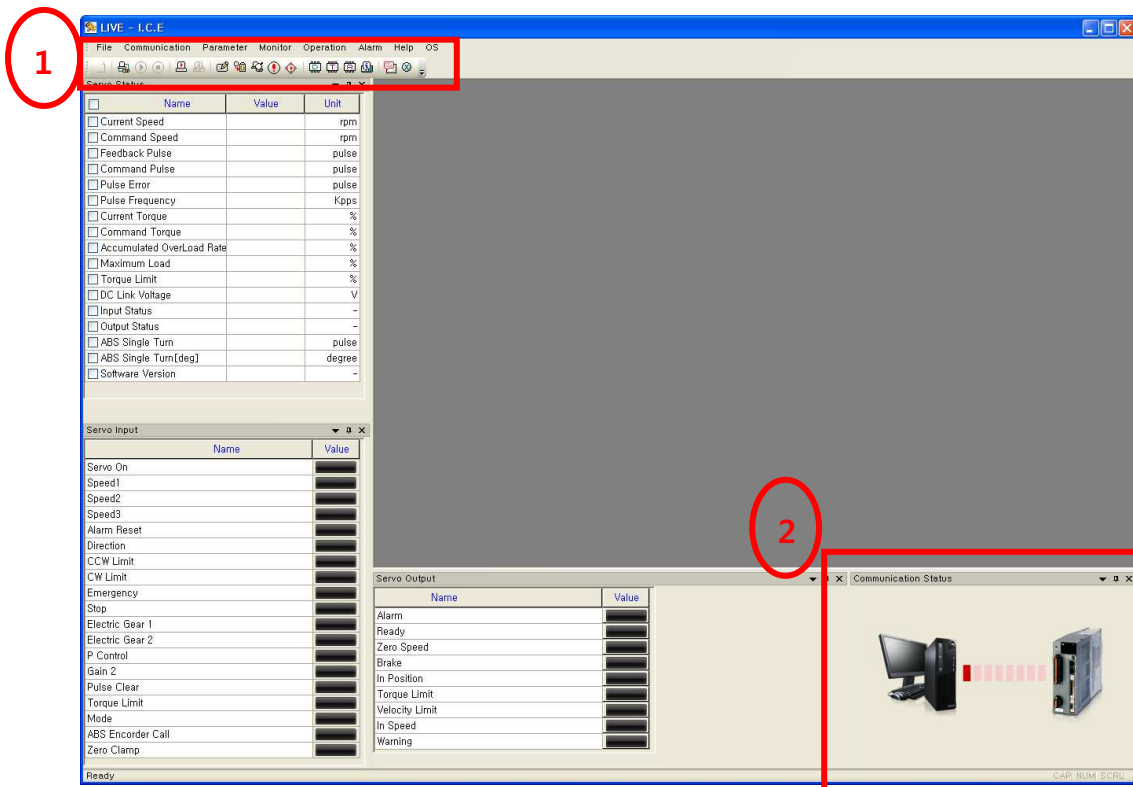 LIVE - I.C.E
1
File Communication Parameter Monitor Operation Alarm Help OS
Servo Status
Name Value Unit
Current Speed rpm
Command Speed rpm
Feedback Pulse pulse
Command Pulse pulse
Pulse Error pulse
Pulse Frequency Kpps
Current Torque %
Command Torque %
Accumulated OverLoad Rate %
Maximum Load %
Torque Limit %
DC Link Voltage V
Input Status -
Output Status -
ABS Single Turn pulse
ABS Single Turn[deg] degree
Software Version -
Servo Input
Name Value
Servo On
Speed1
Speed2
Speed3
Alarm Reset
Direction
CCW Limit
CW Limit
Emergency
Stop
Electric Gear 1
Electric Gear 2
P Control
Gain 2
Pulse Clear
Torque Limit
Mode
ABS Encorder Call
Zero Clamp
2
Servo Output
Name Value
Alarm
Ready
Zero Speed
Brake
In Position
Torque Limit
Velocity Limit
In Speed
Warning
Communication Status
Ready
CAP NUM SCRL